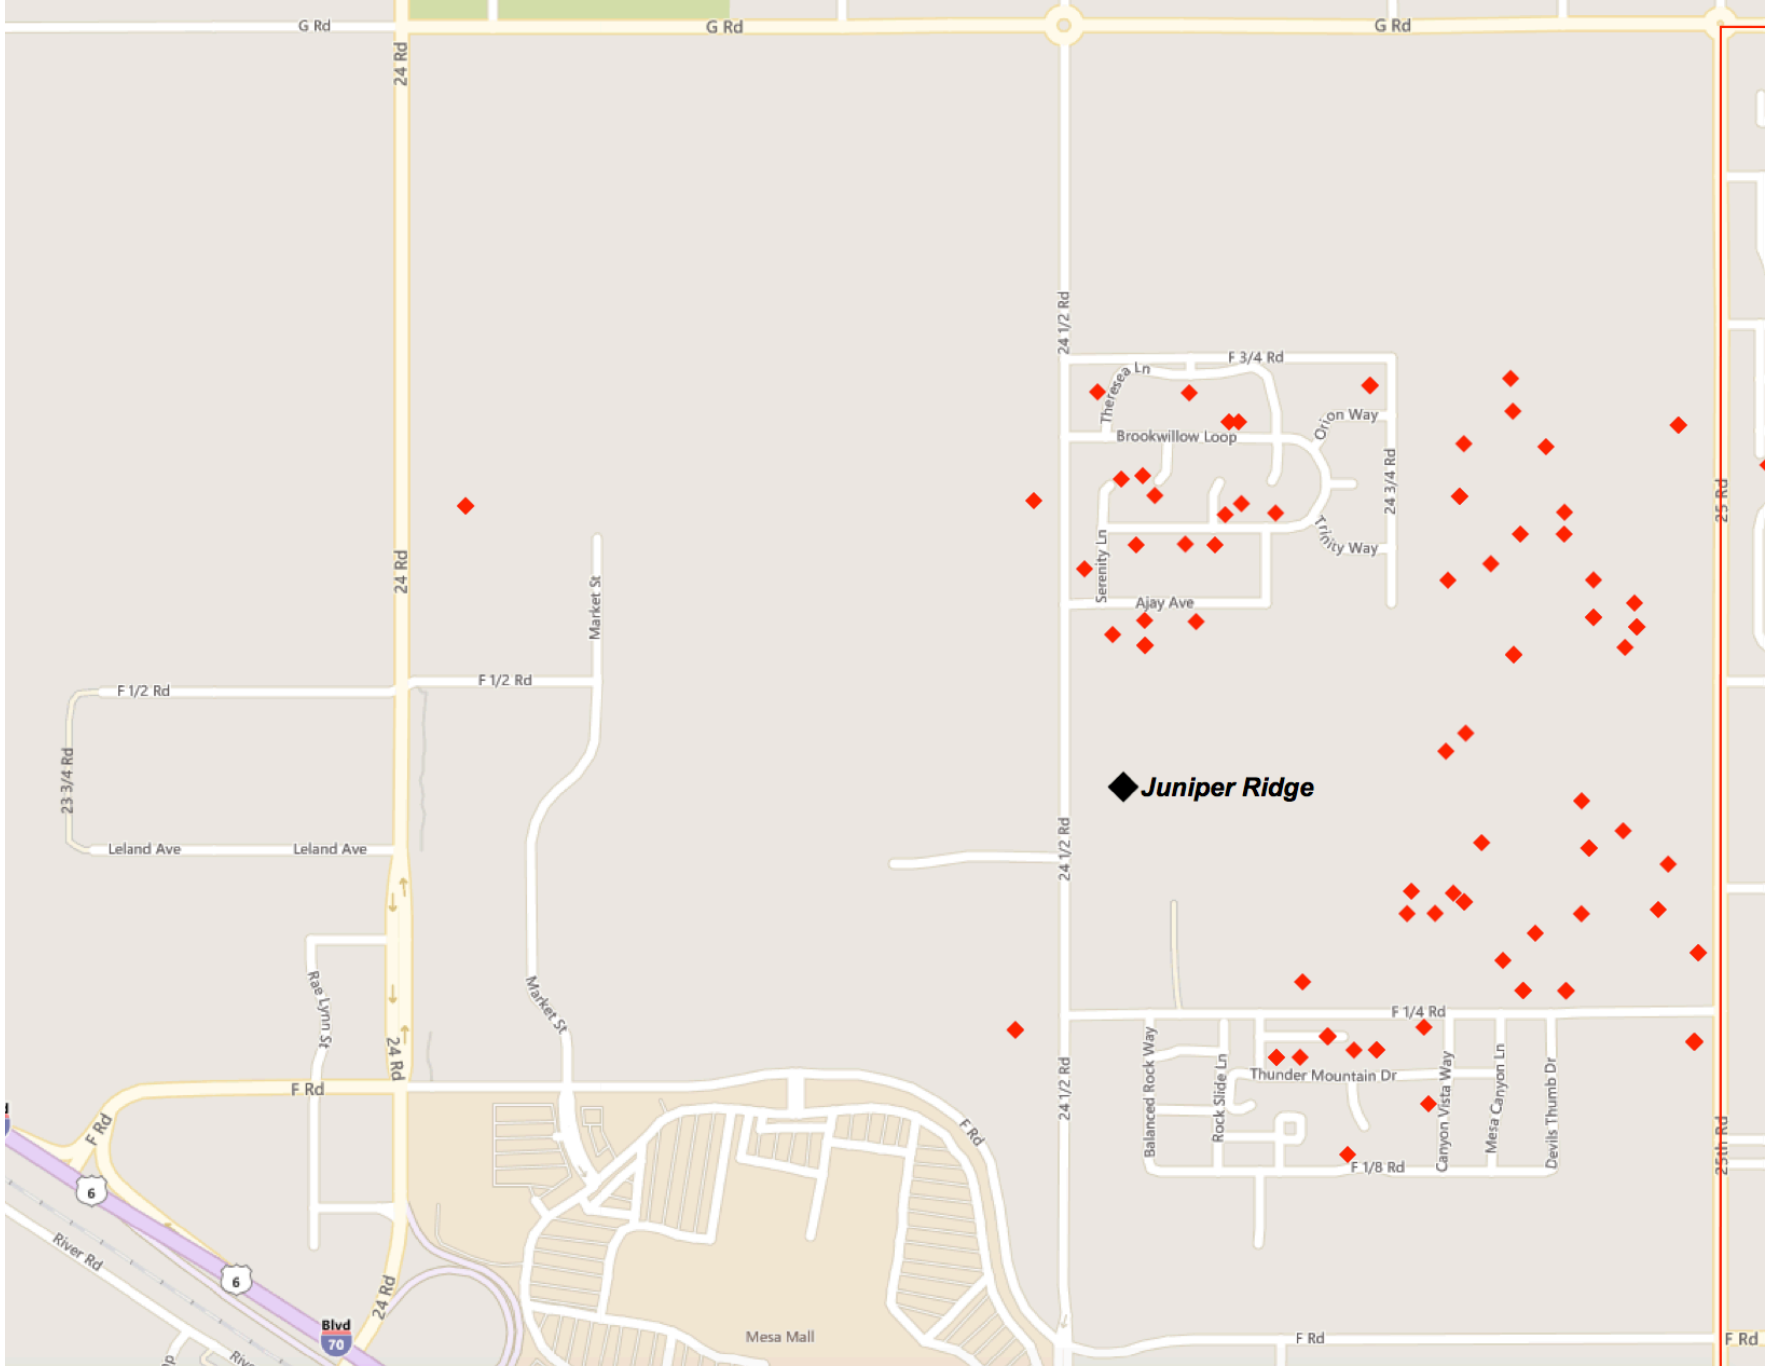 G Rd
G Rd
G Rd
24 Rd
24 1/2 Rd
F 3/4 Rd
Theresea Ln
Orion Way
Brookwillow Loop
24 3/4 Rd
25 Rd
24 Rd
Market St
Serenity Ln
Trinity Way
Ajay Ave
F 1/2 Rd
F 1/2 Rd
23 3/4 Rd
Juniper Ridge
Leland Ave
Leland Ave
24 1/2 Rd
Rae Lynn St
Market St
F 1/4 Rd
24 Rd
Balanced Rock Way
Rock Slide Ln
Thunder Mountain Dr
Canyon Vista Way
Mesa Canyon Ln
Devils Thumb Dr
24 1/2 Rd
F Rd
F Rd
F Rd
25th Rd
F 1/8 Rd
6
River Rd
6
24 Rd
Blvd
70
Mesa Mall
F Rd
F Rd